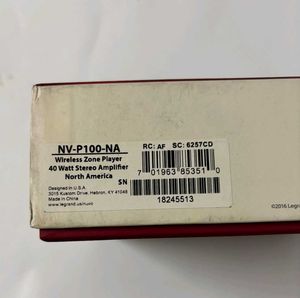 NV-P100-NA
Wireless Zone Player
40 Watt Stereo Amplifier
North America
Designed in U.S.A.
3015 Kustom Drive, Hebron, KY 41048
Made in China
www.legrand.us/nuvo
SN
RC: AF SC: 6257CD
7 01963 85351 0
18245513
©2016 Legr